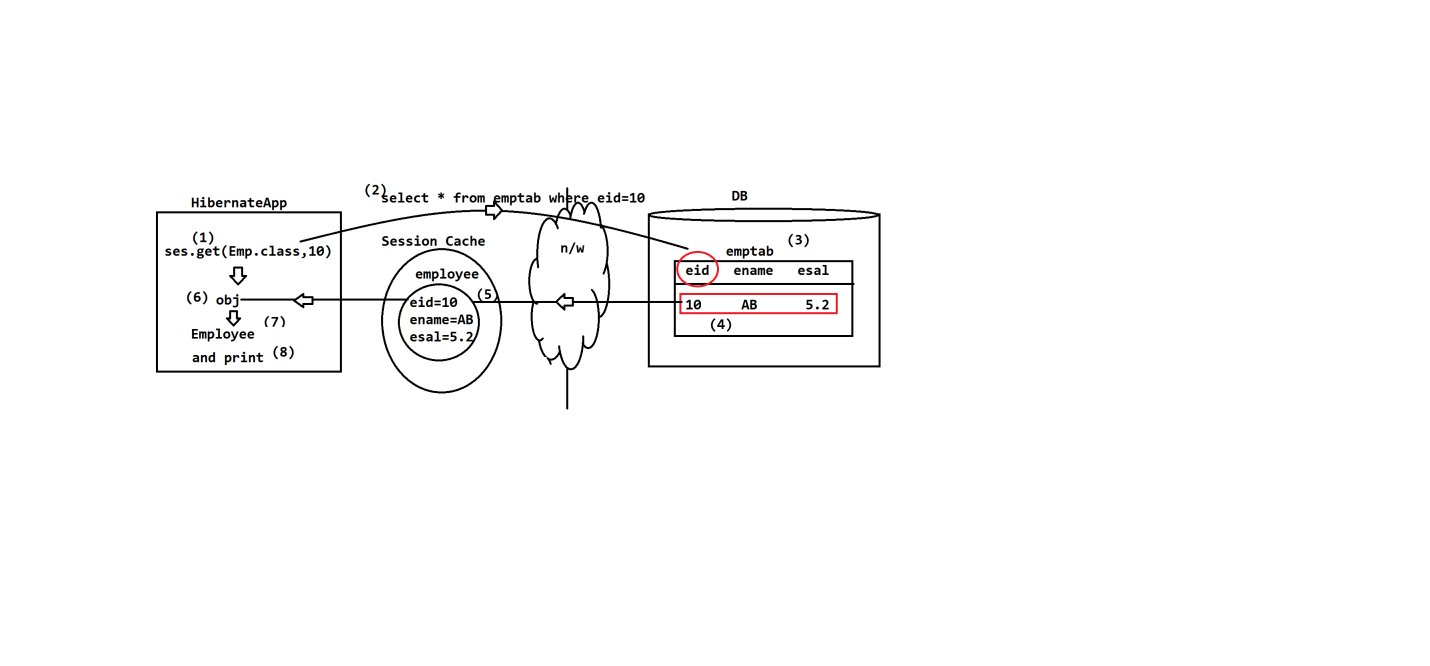 HibernateApp
(1)
ses.get(Emp.class,10)
(6) obj
(7)
Employee
and print (8)
(2)
select * from emptab where eid=10
Session Cache
employee
(5)
eid=10
ename=AB
esal=5.2
n/w
DB
(3)
emptab
eid ename esal
10 AB 5.2
(4)